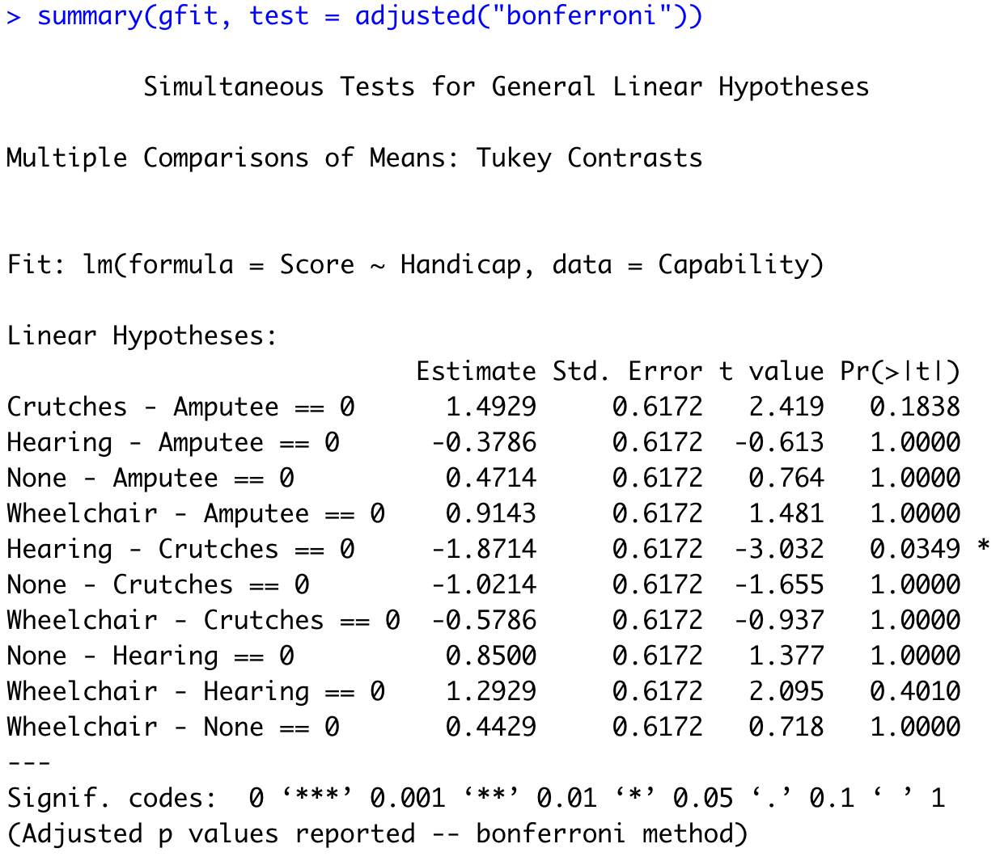 > summary(gfit, test = adjusted("bonferroni"))
Simultaneous Tests for General Linear Hypotheses
Multiple Comparisons of Means: Tukey Contrasts
Fit: lm(formula = Score ~ Handicap, data = Capability)
Linear Hypotheses:
Estimate Std. Error t value Pr(>|t|)
Crutches - Amputee == 0 1.4929 0.6172 2.419 0.1838
Hearing - Amputee == 0 -0.3786 0.6172 -0.613 1.0000
None - Amputee == 0 0.4714 0.6172 0.764 1.0000
Wheelchair - Amputee == 0 0.9143 0.6172 1.481 1.0000
Hearing - Crutches == 0 -1.8714 0.6172 -3.032 0.0349 *
None - Crutches == 0 -1.0214 0.6172 -1.655 1.0000
Wheelchair - Crutches == 0 -0.5786 0.6172 -0.937 1.0000
None - Hearing == 0 0.8500 0.6172 1.377 1.0000
Wheelchair - Hearing == 0 1.2929 0.6172 2.095 0.4010
Wheelchair - None == 0 0.4429 0.6172 0.718 1.0000
---
Signif. codes:  0 ‘***’ 0.001 ‘**’ 0.01 ‘*’ 0.05 ‘.’ 0.1 ‘ ’ 1
(Adjusted p values reported -- bonferroni method)